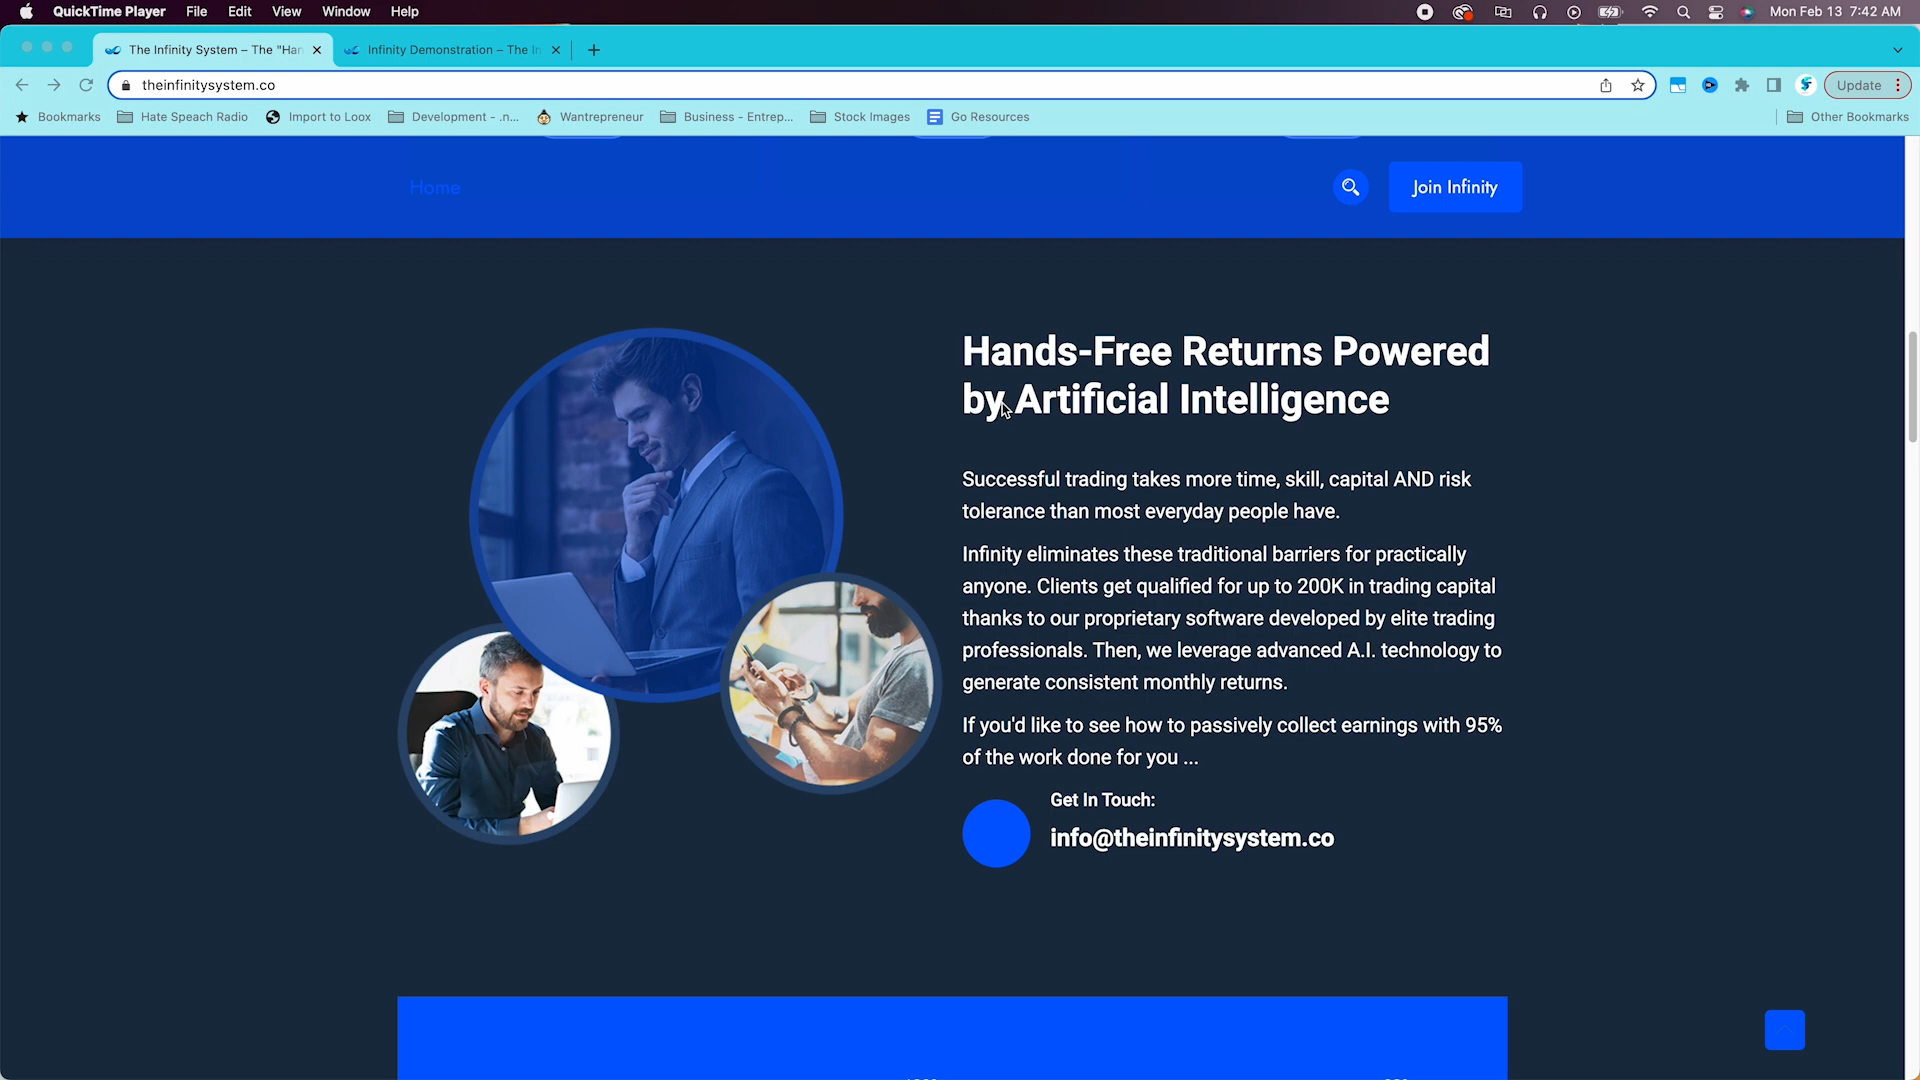 QuickTime Player File Edit View Window Help
Mon Feb 13 7:42 AM
The Infinity System – The "Han
Infinity Demonstration – The In
theinfinitysystem.co
Update
Bookmarks
Hate Speach Radio
Import to Loox
Development - .n...
Wantrepreneur
Business - Entrep...
Stock Images
Go Resources
Other Bookmarks
Home
Join Infinity
Hands-Free Returns Powered
by Artificial Intelligence
Successful trading takes more time, skill, capital AND risk
tolerance than most everyday people have.
Infinity eliminates these traditional barriers for practically
anyone. Clients get qualified for up to 200K in trading capital
thanks to our proprietary software developed by elite trading
professionals. Then, we leverage advanced A.I. technology to
generate consistent monthly returns.
If you'd like to see how to passively collect earnings with 95%
of the work done for you ...
Get In Touch:
info@theinfinitysystem.co